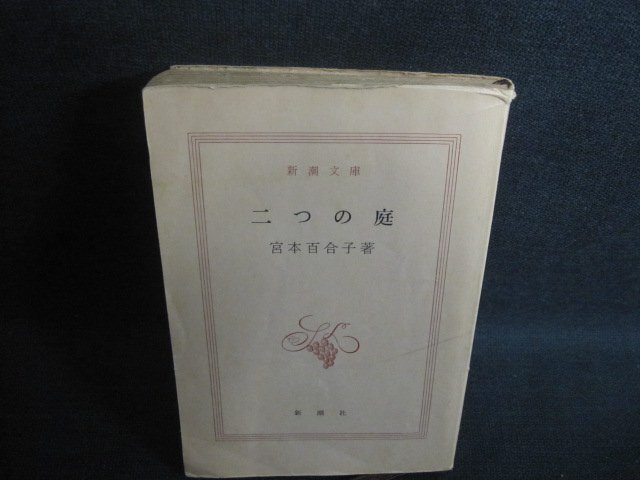 新潮文庫
二つの庭
宮本百合子著
新潮社